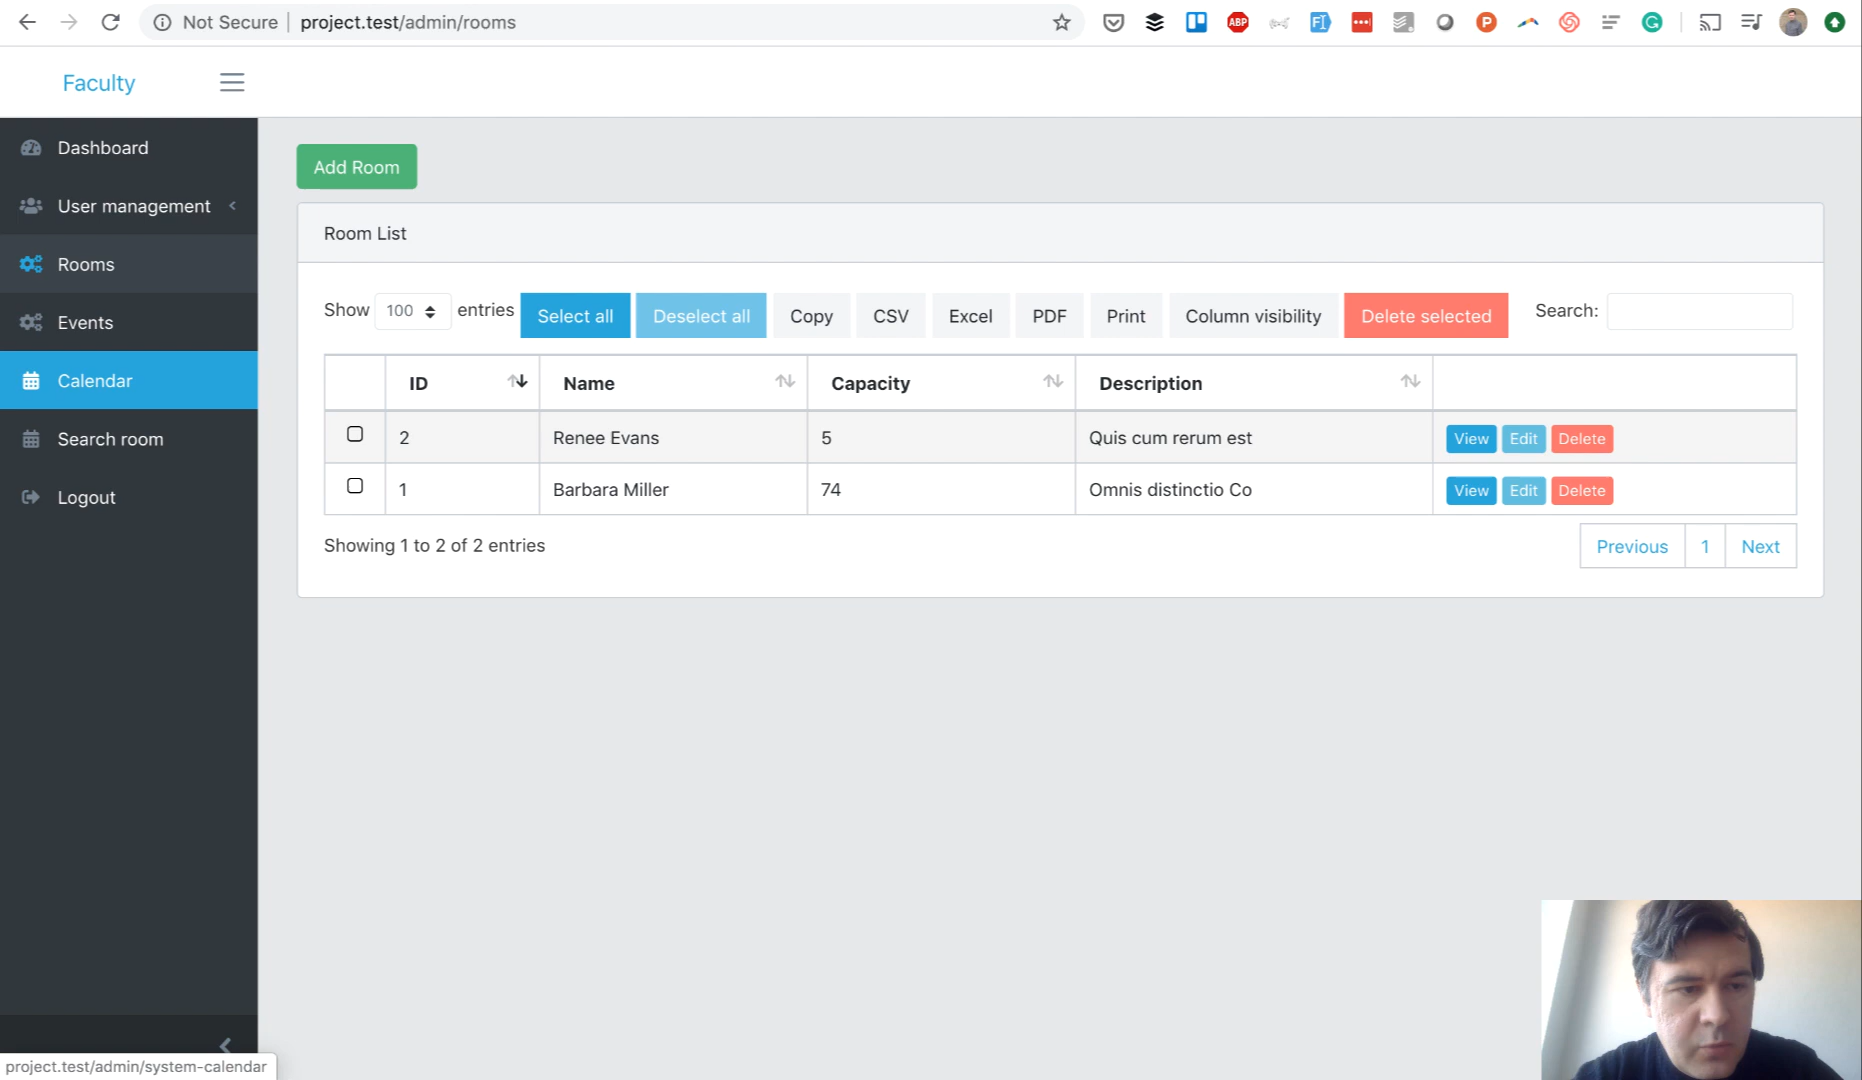 Not Secure | project.test/admin/rooms
ABP
Faculty
Dashboard
User management
Rooms
Events
Calendar
Search room
Logout
Add Room
Room List
Show 100 entries Select all Deselect all Copy CSV Excel PDF Print Column visibility Delete selected Search:
ID Name Capacity Description
2 Renee Evans 5 Quis cum rerum est View Edit Delete
1 Barbara Miller 74 Omnis distinctio Co View Edit Delete
Showing 1 to 2 of 2 entries
Previous 1 Next
project.test/admin/system-calendar